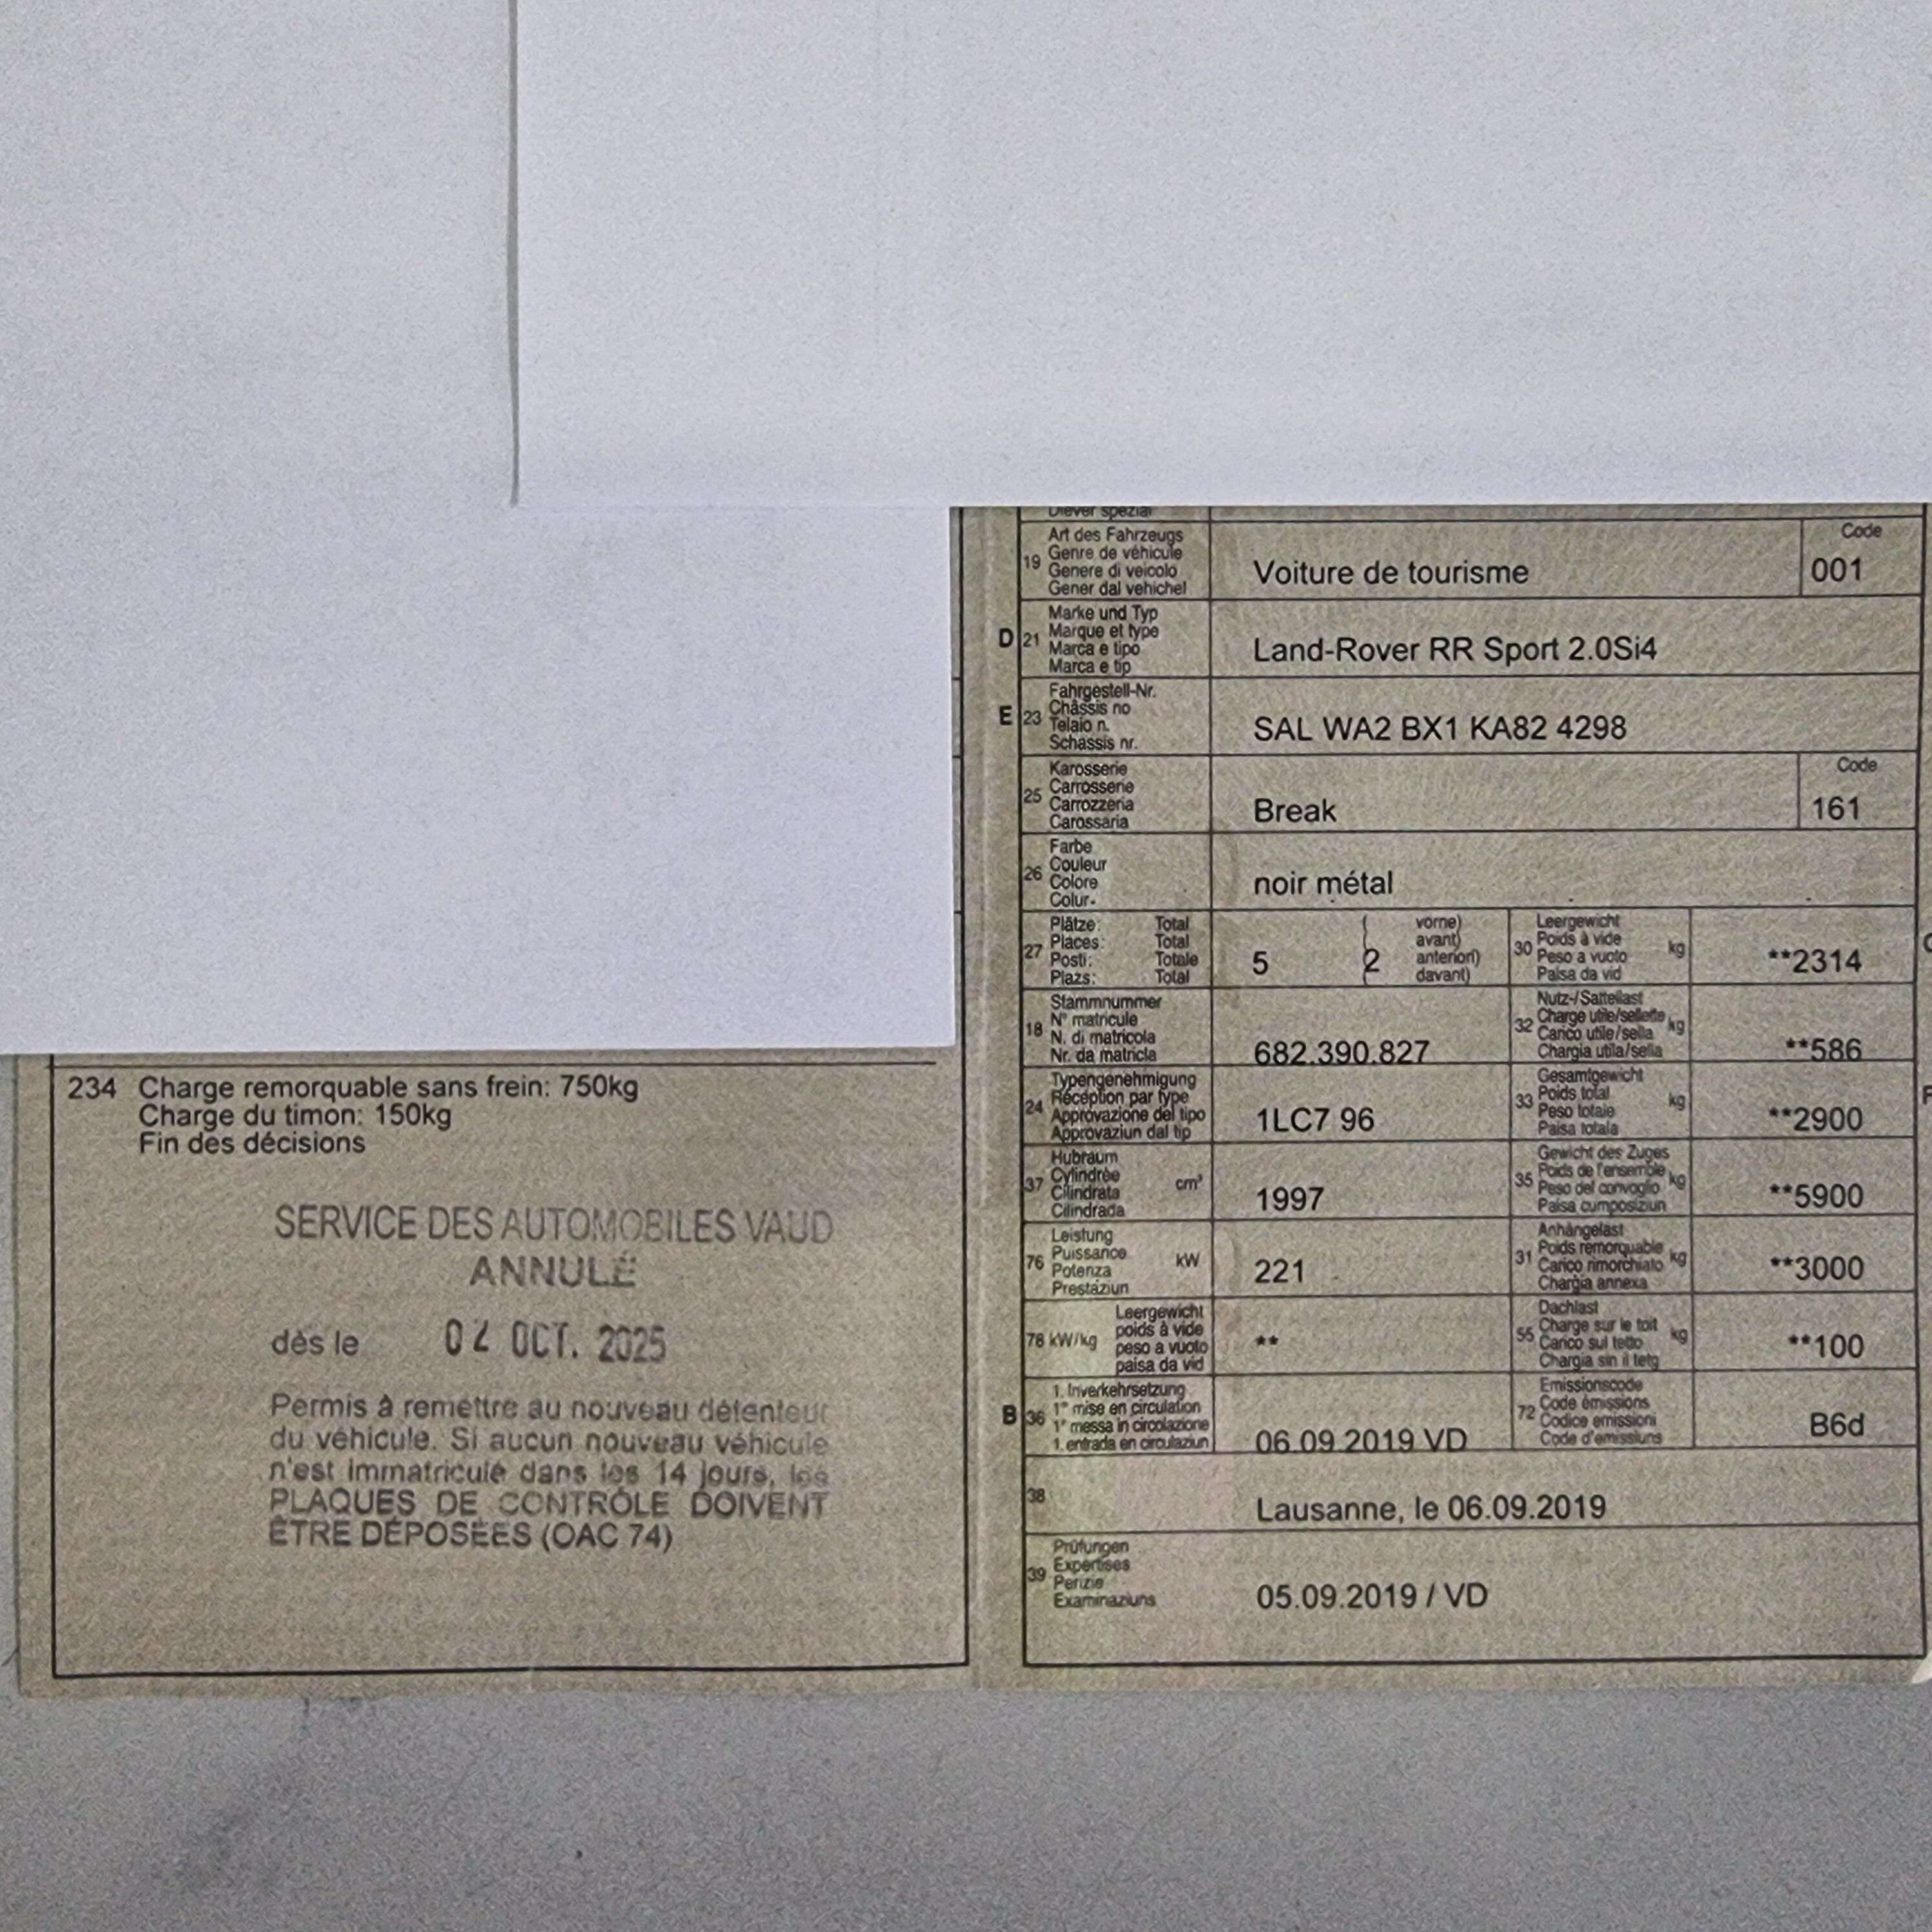 234 Charge remorquable sans frein: 750kg
Charge du timon: 150kg
Fin des décisions
SERVICE DES AUTOMOBILES VAUD
ANNULÉ
dès le OCT. 2025
Permis à remettre au nouveau détenteur
du véhicule. Si aucun nouveau véhicule
n'est immatriculé dans les 14 jours, les
PLAQUES DE CONTRÔLE DOIVENT
ÊTRE DÉPOSÉES (OAC 74)
Diever spezial
19 Art des Fahrzeugs
Genre de véhicule
Genere di veicolo
Gener dal vehichel
Voiture de tourisme
Code
001
D 21 Marke und Typ
Marque et type
Marca e tipo
Marca e tip
Land-Rover RR Sport 2.0Si4
E 23 Fahrgestell-Nr.
Châssis no
Telaio n.
Schassis nr.
SAL WA2 BX1 KA82 4298
25 Karosserie
Carrosserie
Carrozzeria
Carossaria
Break
Code
161
26 Farbe
Couleur
Colore
Colur
noir métal
27 Plätze: Total
Places: Total
Posti: Totale
Plazs: Total
5 ( 2 vorne)
avant)
anteriori)
davant)
30 Leergewicht
Poids à vide
Peso a vuoto
Paisa da vid
kg
**2314
18 Stammnummer
N° matricule
N. di matricola
Nr. da matricla
682.390.827
32 Nutz-/Sattellast
Charge utile/sellette
Carico utile/sella
Chargia utila/sella
kg
**586
24 Typengenehmigung
Réception par type
Approvazione del tipo
Approvaziun dal tip
1LC7 96
33 Gesamtgewicht
Poids total
Peso totale
Paisa totala
kg
**2900
37 Hubraum
Cylindrée
Cilindrata
Cilindrada
cm³
1997
35 Gewicht des Zuges
Poids de l'ensemble
Peso del convoglio
Paisa cumposiziun
kg
**5900
76 Leistung
Puissance
Potenza
Prestaziun
kW
221
31 Anhängelast
Poids remorquable
Carico rimorchiato
Chargia annexa
kg
**3000
78 kW/kg Leergewicht
poids à vide
peso a vuoto
paisa da vid
**
55 Dachlast
Charge sur le toit
Carico sul tetto
Chargia sin il tetg
kg
**100
B 36 1. Inverkehrsetzung
1re mise en circulation
1a messa in circolazione
1. entrada en circulaziun
06.09.2019 VD
72 Emissionscode
Code émissions
Codice emissioni
Code d'emissiuns
B6d
38 Lausanne, le 06.09.2019
39 Prüfungen
Expertises
Perizie
Examinaziuns
05.09.2019 / VD